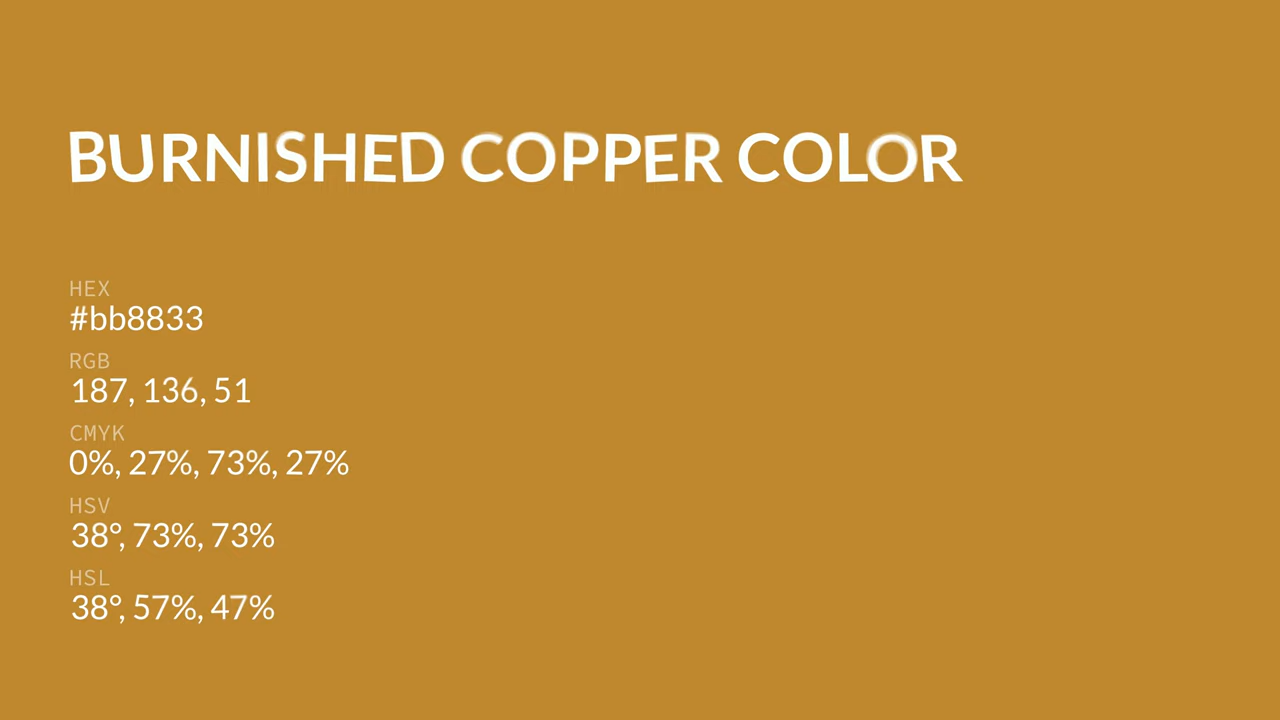 BURNISHED COPPER COLOR
HEX
#bb8833
RGB
187, 136, 51
CMYK
0%, 27%, 73%, 27%
HSV
38°, 73%, 73%
HSL
38°, 57%, 47%